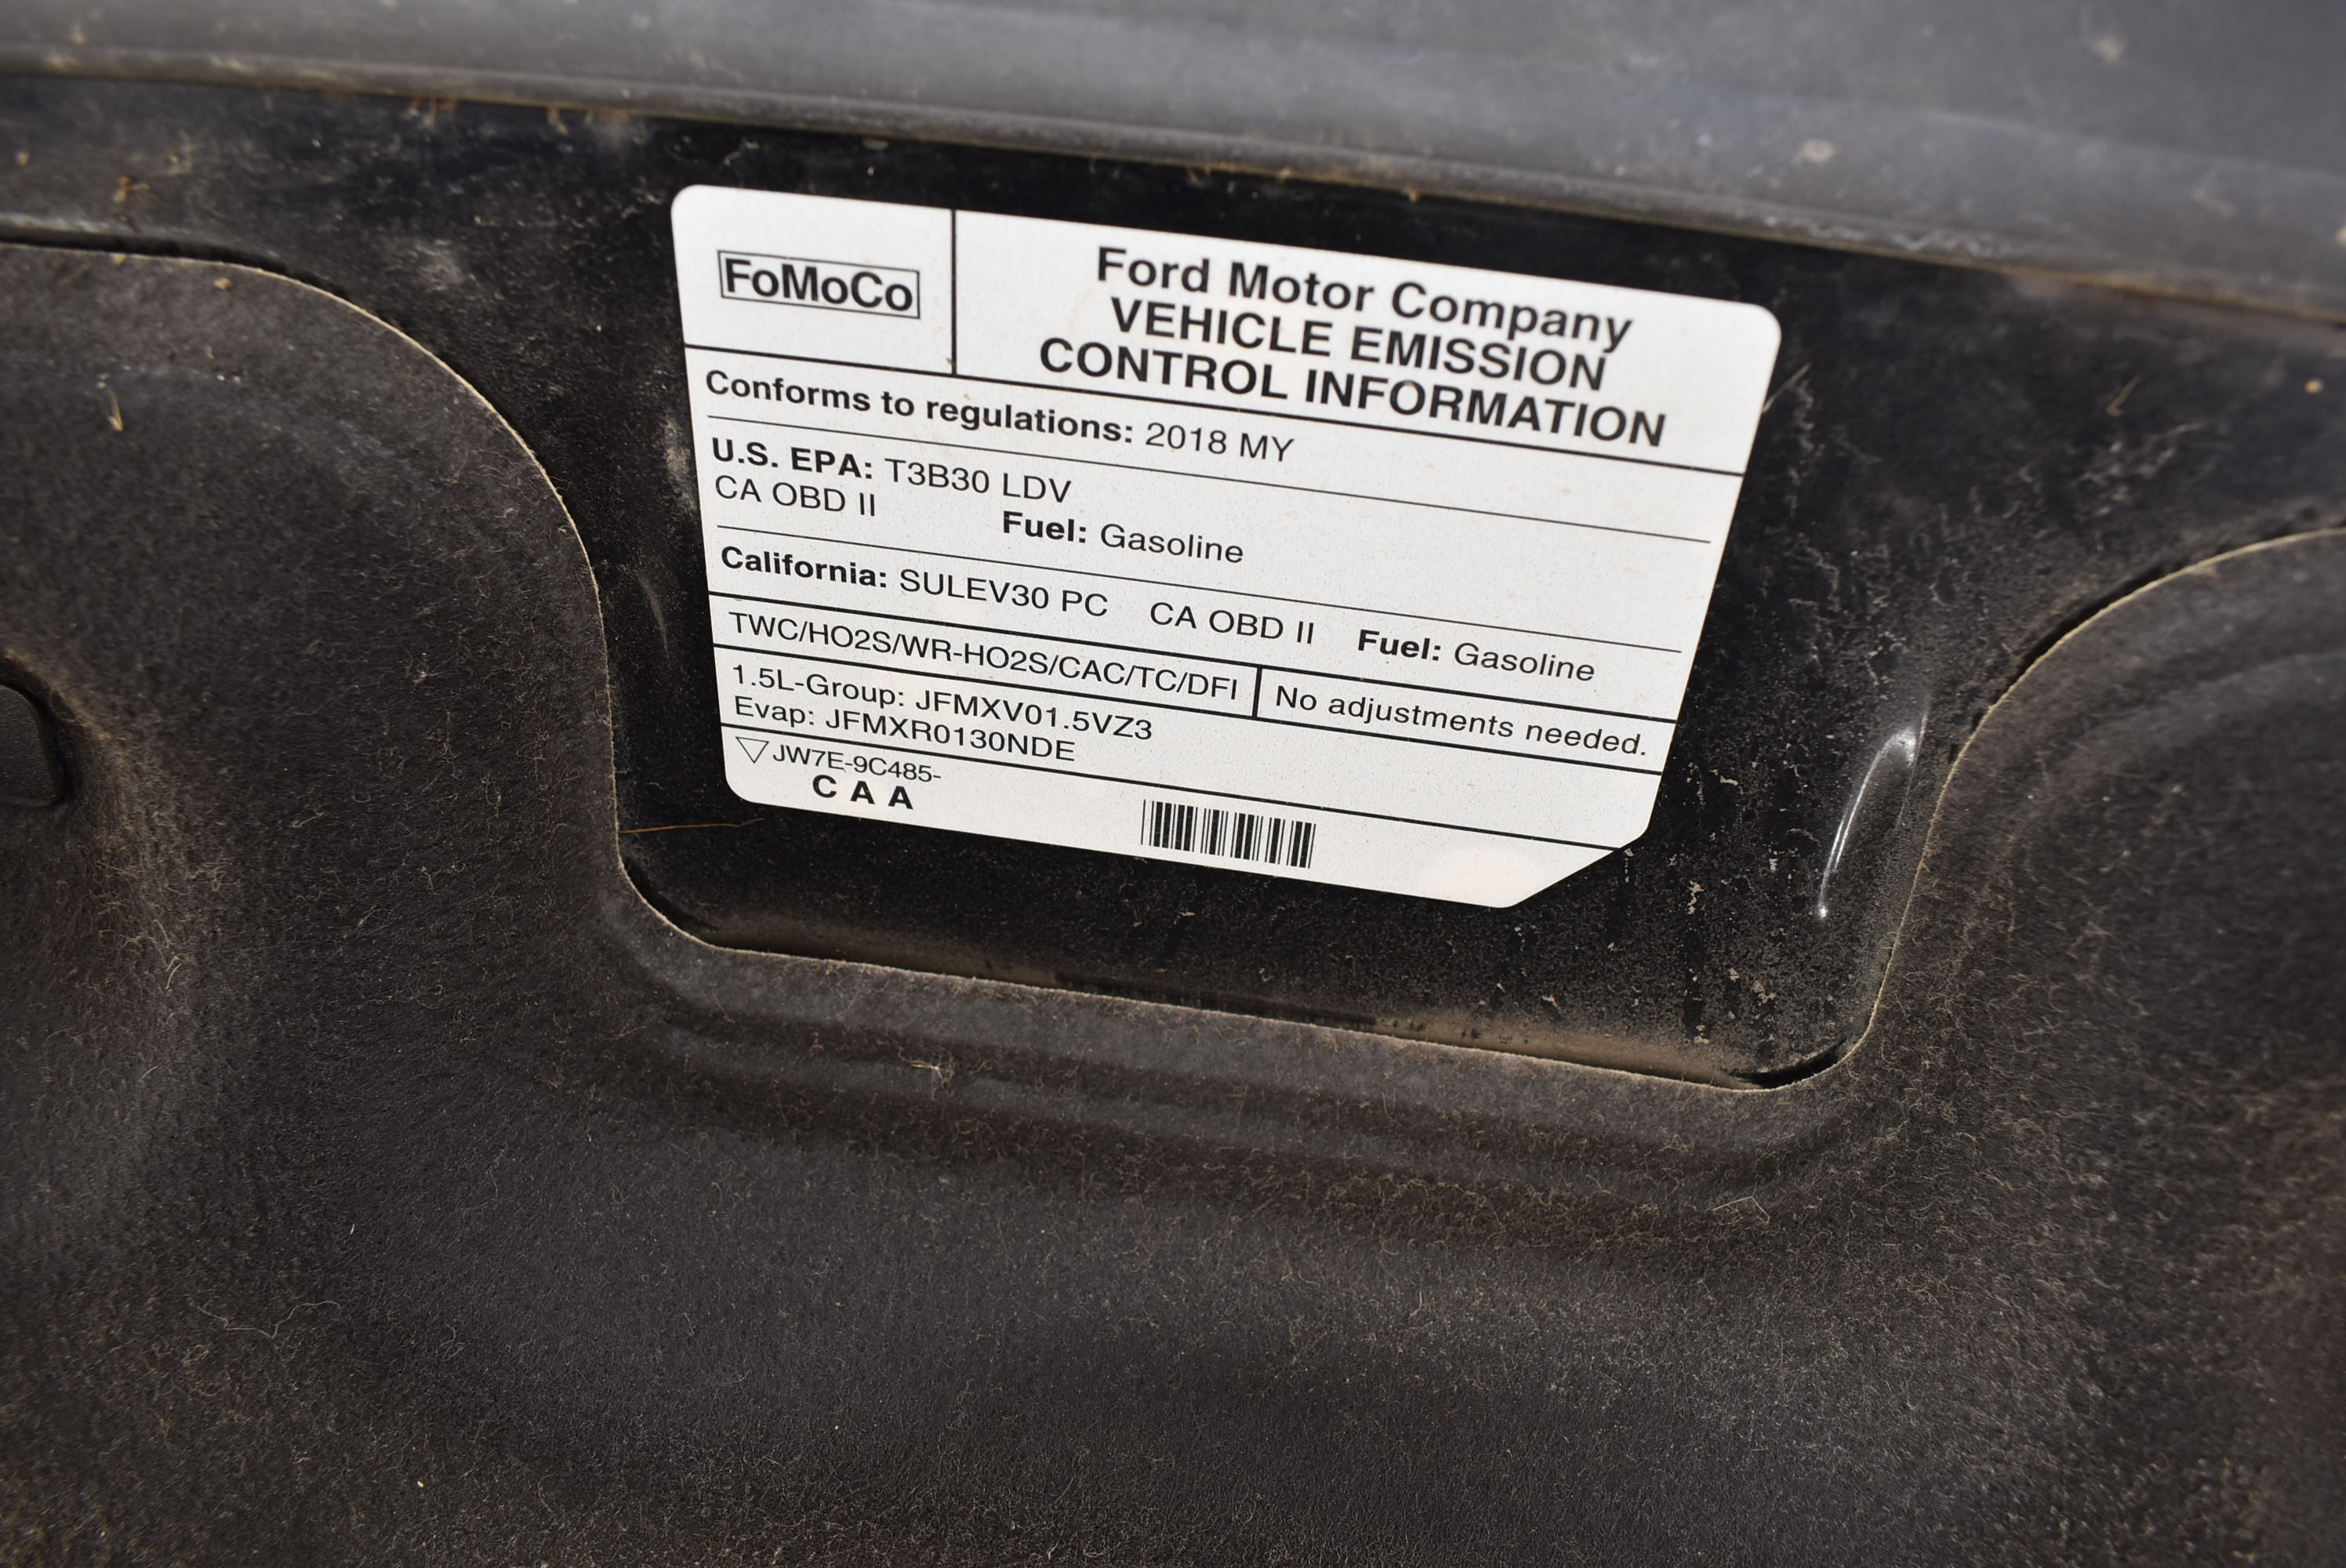 FoMoCo
Ford Motor Company
VEHICLE EMISSION
CONTROL INFORMATION
Conforms to regulations: 2018 MY
U.S. EPA: T3B30 LDV
CA OBD II Fuel: Gasoline
California: SULEV30 PC CA OBD II Fuel: Gasoline
TWC/HO2S/WR-HO2S/CAC/TC/DFI
No adjustments needed.
1.5L-Group: JFMXV01.5VZ3
Evap: JFMXR0130NDE
JW7E-9C485-
C A A